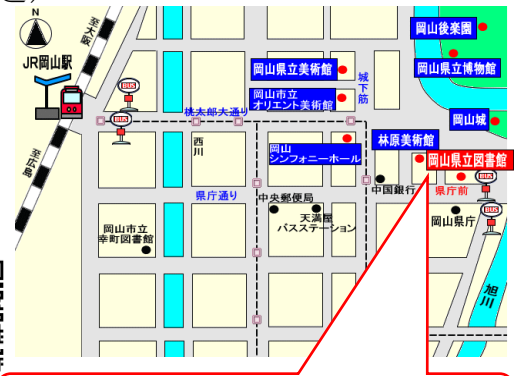 N
至大阪
JR岡山駅
至広島
岡山後楽園
岡山県立博物館
岡山県立美術館
城下筋
岡山市立
オリエント美術館
桃太郎大通り
岡山城
西川
岡山
シンフォニーホール
林原美術館
岡山県立図書館
県庁通り
中央郵便局
中国銀行
県庁前
天満屋
バスステーション
岡山県庁
岡山市立
幸町図書館
旭川